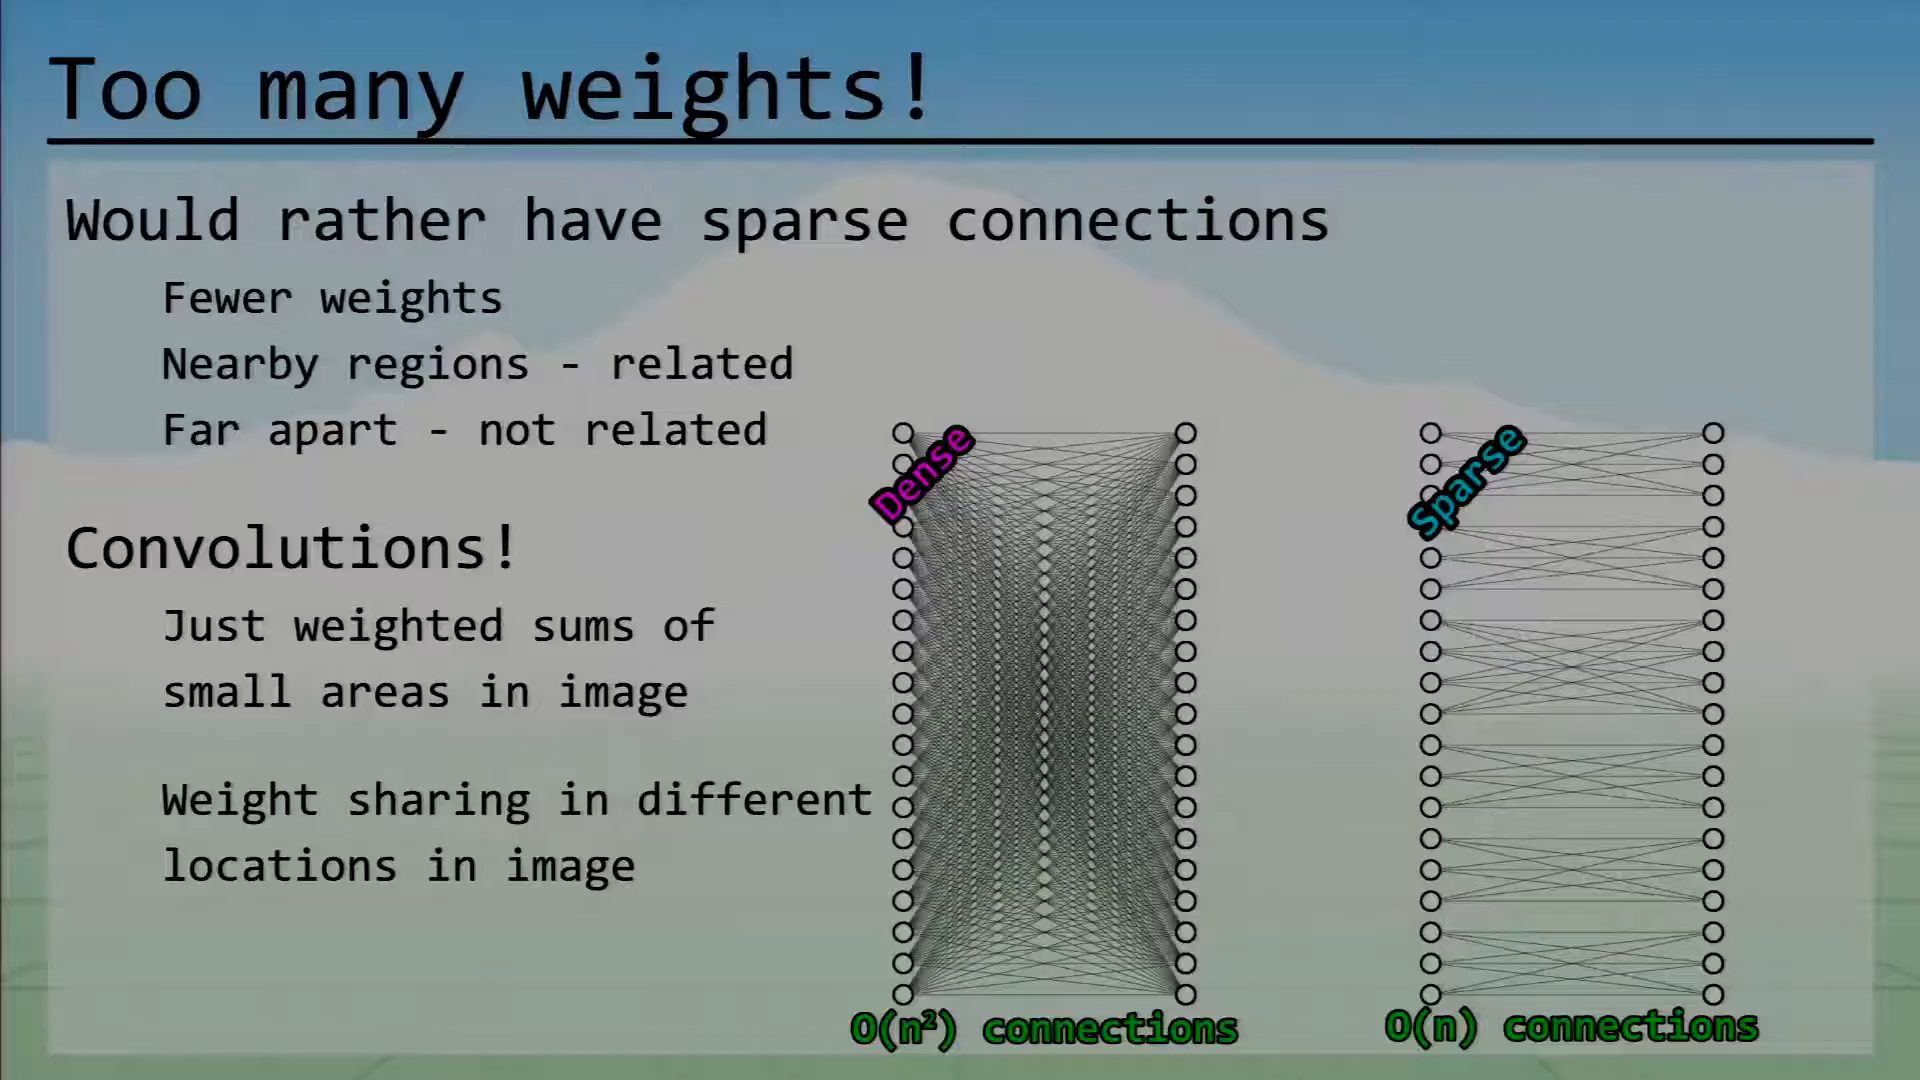 Too many weights!
Would rather have sparse connections
Fewer weights
Nearby regions - related
Far apart - not related
Convolutions!
Just weighted sums of
small areas in image
Weight sharing in different
locations in image
Dense
Sparse
O(n²) connections
O(n) connections